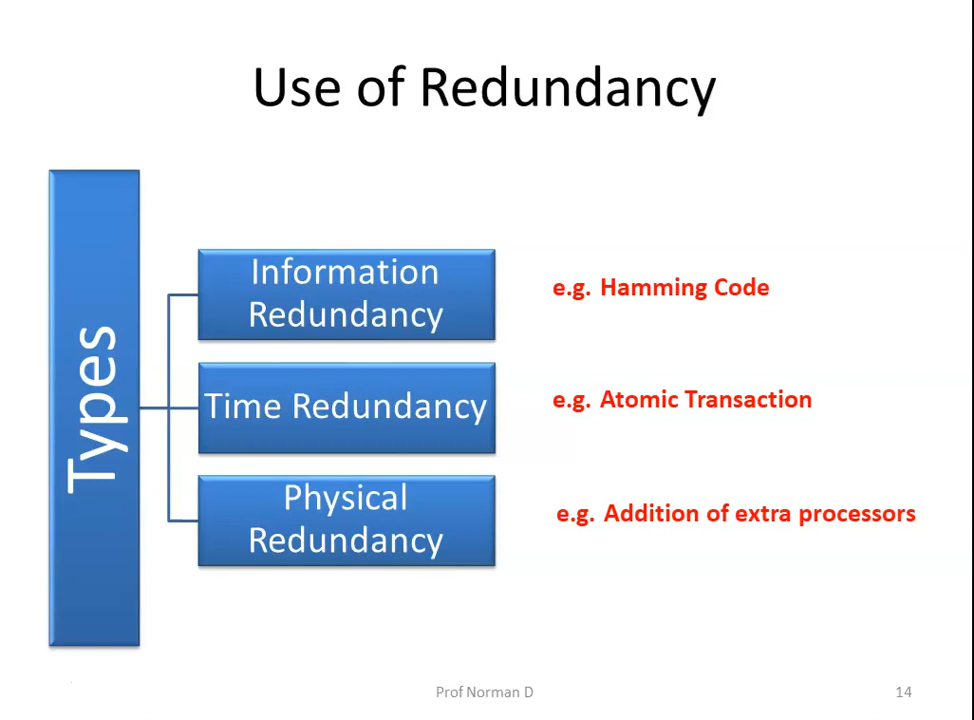 Use of Redundancy
Types
Information
Redundancy
e.g. Hamming Code
Time Redundancy
e.g. Atomic Transaction
Physical
Redundancy
e.g. Addition of extra processors
Prof Norman D
14